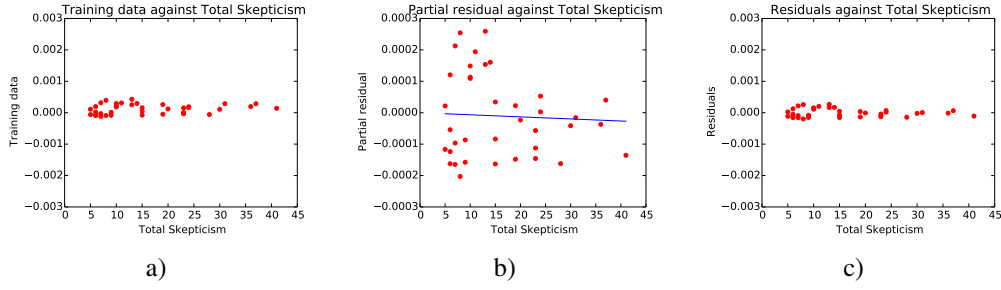 Training data against Total Skepticism
0.003
0.002
0.001
0.000
−0.001
−0.002
−0.003
Training data
0 5 10 15 20 25 30 35 40 45
Total Skepticism
a)
Partial residual against Total Skepticism
0.0003
0.0002
0.0001
0.0000
−0.0001
−0.0002
−0.0003
Partial residual
0 5 10 15 20 25 30 35 40 45
Total Skepticism
b)
Residuals against Total Skepticism
0.003
0.002
0.001
0.000
−0.001
−0.002
−0.003
Residuals
0 5 10 15 20 25 30 35 40 45
Total Skepticism
c)